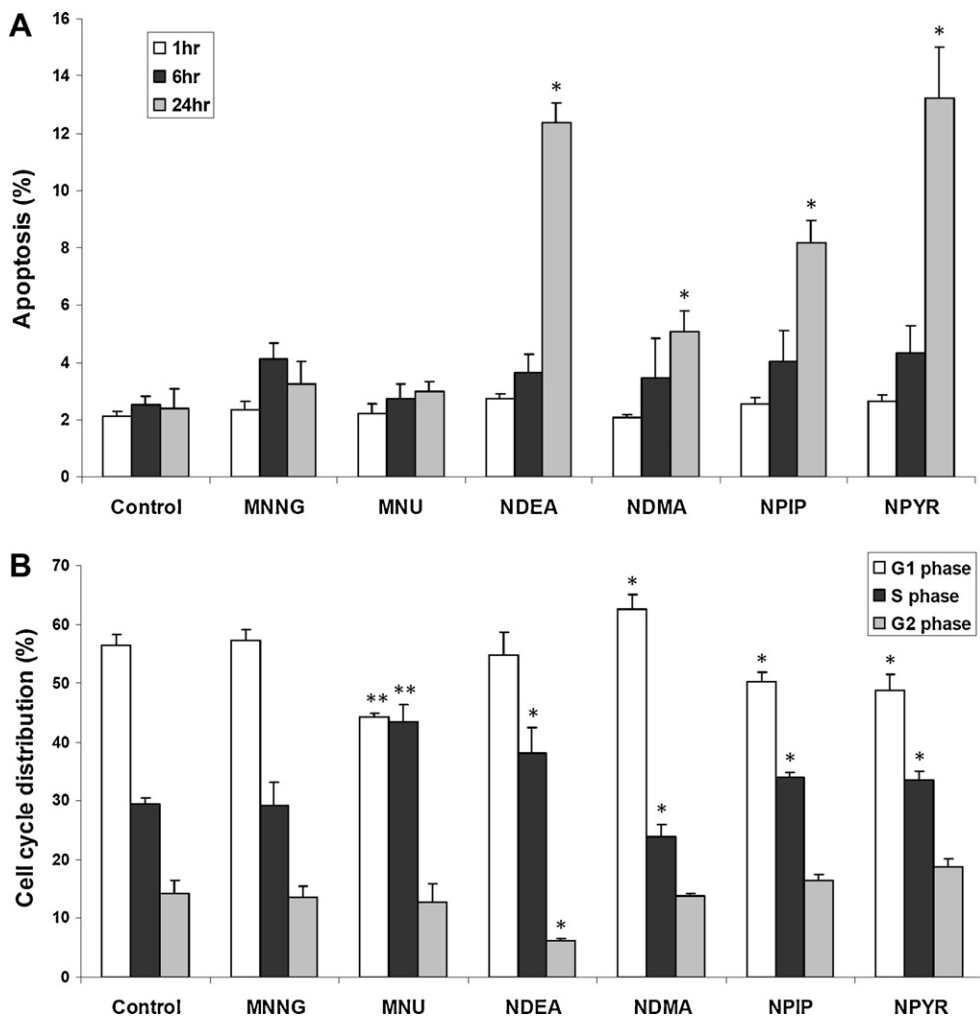 A
Apoptosis (%)
16
14
12
10
8
6
4
2
0
1hr
6hr
24hr
*
*
*
*
Control MNNG MNU NDEA NDMA NPIP NPYR
B
Cell cycle distribution (%)
70
60
50
40
30
20
10
0
G1 phase
S phase
G2 phase
** **
*
*
*
*
*
*
*
*
Control MNNG MNU NDEA NDMA NPIP NPYR